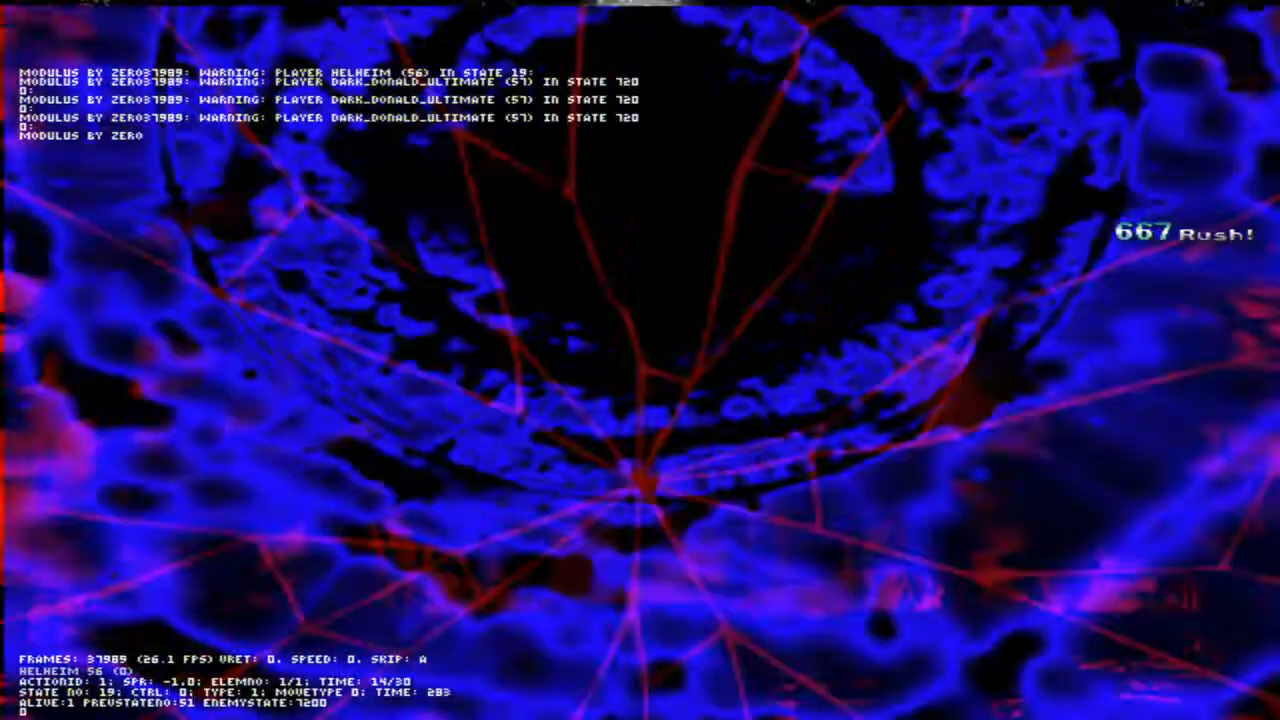 MODULUS BY ZERO37989: WARNING: PLAYER HELHEIM (56) IN STATE 19:
MODULUS BY ZERO37989: WARNING: PLAYER DARK_DONALD_ULTIMATE (57) IN STATE 720
0:
MODULUS BY ZERO37989: WARNING: PLAYER DARK_DONALD_ULTIMATE (57) IN STATE 720
0:
MODULUS BY ZERO37989: WARNING: PLAYER DARK_DONALD_ULTIMATE (57) IN STATE 720
0:
MODULUS BY ZERO
667 Rush!
FRAMES: 37989 (26.1 FPS) VRET: 0. SPEED: 0. SKIP: A
HELHEIM 56 (0)
ACTIONID: 1; SPR: -1,0; ELEMNO: 1/1; TIME: 14/30
STATE NO: 19; CTRL: 0; TYPE: 1; MOVETYPE 0; TIME: 283
ALIVE:1 PREVSTATENO:51 ENEMYSTATE:7200
0